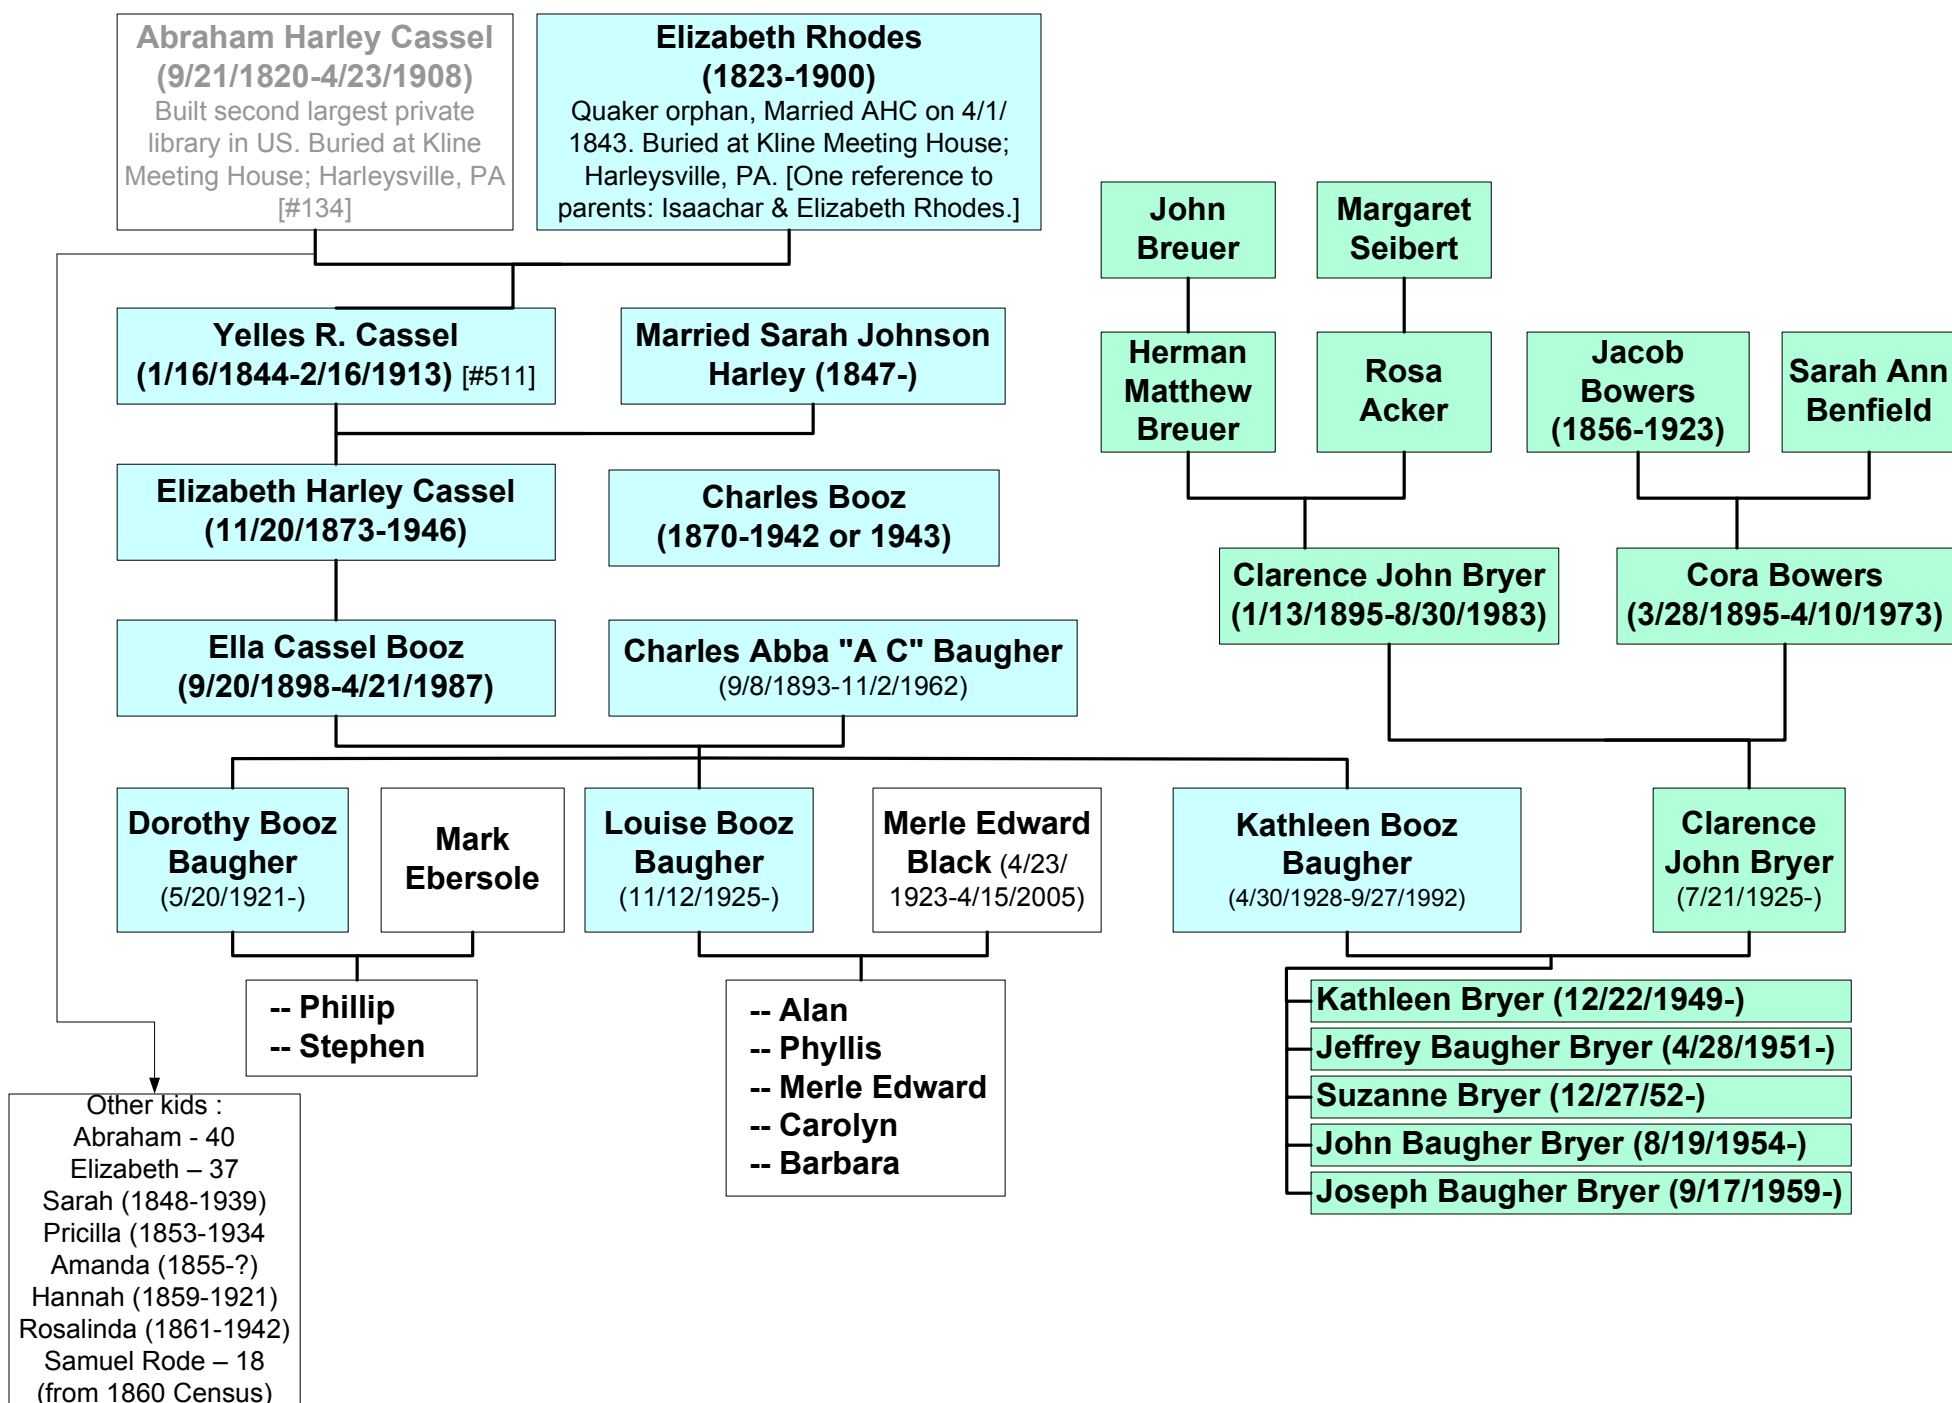 Abraham Harley Cassel
(9/21/1820-4/23/1908)
Built second largest private
library in US. Buried at Kline
Meeting House; Harleysville, PA
[#134]
Elizabeth Rhodes
(1823-1900)
Quaker orphan, Married AHC on 4/1/
1843. Buried at Kline Meeting House;
Harleysville, PA. [One reference to
parents: Isaachar & Elizabeth Rhodes.]
John
Breuer
Margaret
Seibert
Yelles R. Cassel
(1/16/1844-2/16/1913) [#511]
Married Sarah Johnson
Harley (1847-)
Herman
Matthew
Breuer
Rosa
Acker
Jacob
Bowers
(1856-1923)
Sarah Ann
Benfield
Elizabeth Harley Cassel
(11/20/1873-1946)
Charles Booz
(1870-1942 or 1943)
Clarence John Bryer
(1/13/1895-8/30/1983)
Cora Bowers
(3/28/1895-4/10/1973)
Ella Cassel Booz
(9/20/1898-4/21/1987)
Charles Abba "A C" Baugher
(9/8/1893-11/2/1962)
Dorothy Booz
Baugher
(5/20/1921-)
Mark
Ebersole
Louise Booz
Baugher
(11/12/1925-)
Merle Edward
Black (4/23/
1923-4/15/2005)
Kathleen Booz
Baugher
(4/30/1928-9/27/1992)
Clarence
John Bryer
(7/21/1925-)
-- Phillip
-- Stephen
-- Alan
-- Phyllis
-- Merle Edward
-- Carolyn
-- Barbara
Kathleen Bryer (12/22/1949-)
Jeffrey Baugher Bryer (4/28/1951-)
Suzanne Bryer (12/27/52-)
John Baugher Bryer (8/19/1954-)
Joseph Baugher Bryer (9/17/1959-)
Other kids :
Abraham - 40
Elizabeth – 37
Sarah (1848-1939)
Pricilla (1853-1934
Amanda (1855-?)
Hannah (1859-1921)
Rosalinda (1861-1942)
Samuel Rode – 18
(from 1860 Census)